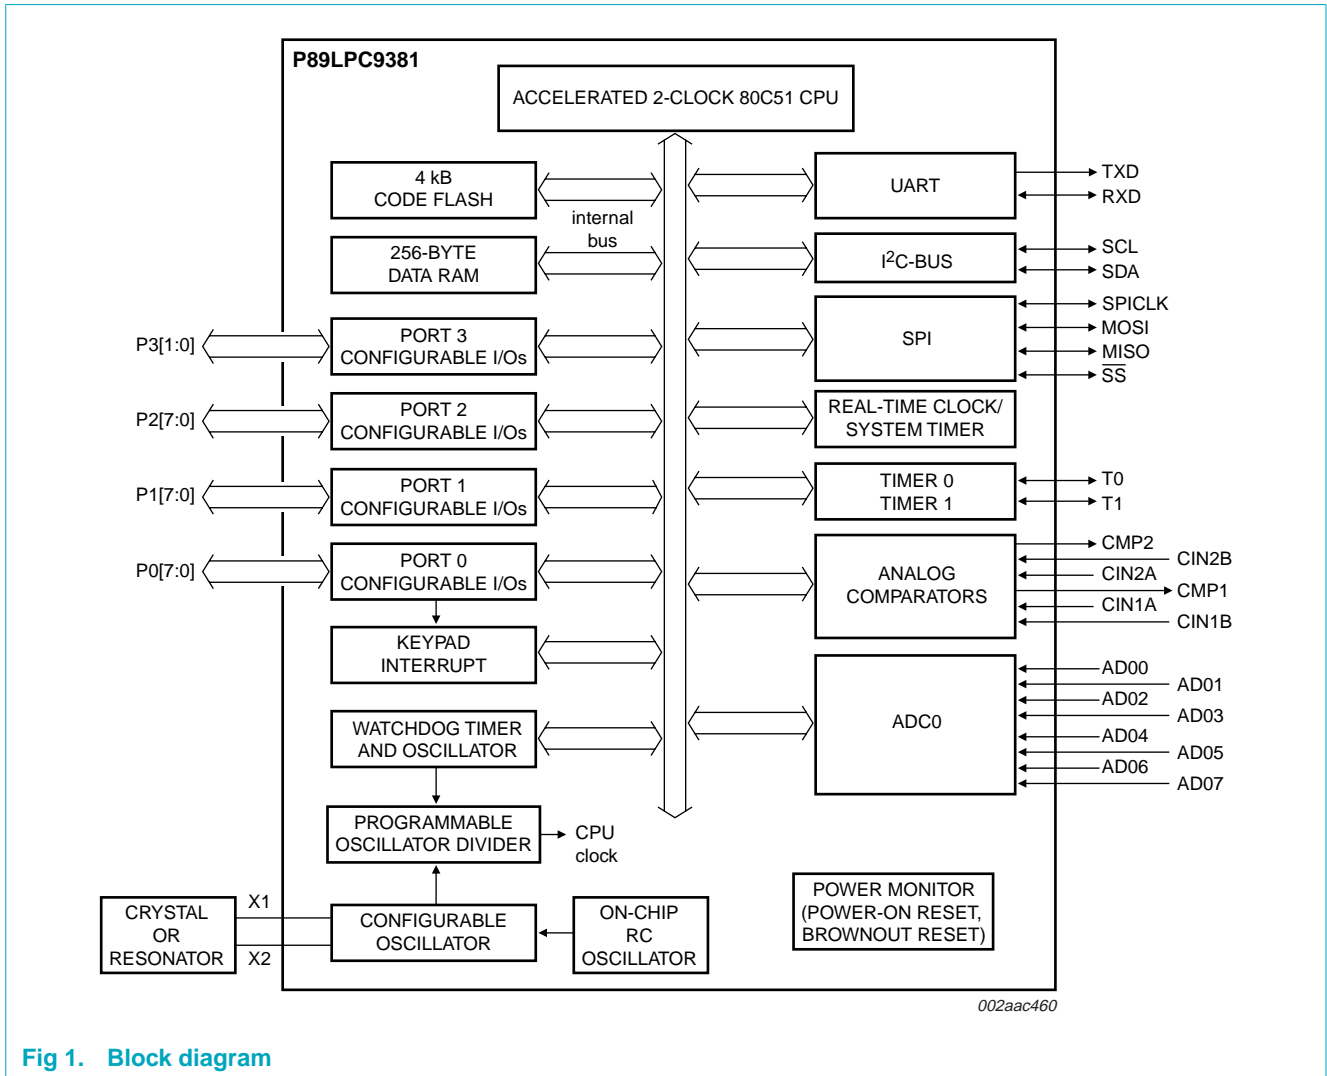 P89LPC9381
ACCELERATED 2-CLOCK 80C51 CPU
4 kB
CODE FLASH
internal
bus
256-BYTE
DATA RAM
P3[1:0]
PORT 3
CONFIGURABLE I/Os
P2[7:0]
PORT 2
CONFIGURABLE I/Os
P1[7:0]
PORT 1
CONFIGURABLE I/Os
P0[7:0]
PORT 0
CONFIGURABLE I/Os
KEYPAD
INTERRUPT
WATCHDOG TIMER
AND OSCILLATOR
PROGRAMMABLE
OSCILLATOR DIVIDER
CPU
clock
CRYSTAL
OR
RESONATOR
X1
X2
CONFIGURABLE
OSCILLATOR
ON-CHIP
RC
OSCILLATOR
UART
TXD
RXD
I²C-BUS
SCL
SDA
SPI
SPICLK
MOSI
MISO
S̅S̅
REAL-TIME CLOCK/
SYSTEM TIMER
TIMER 0
TIMER 1
T0
T1
ANALOG
COMPARATORS
CMP2
CIN2B
CIN2A
CMP1
CIN1A
CIN1B
ADC0
AD00
AD01
AD02
AD03
AD04
AD05
AD06
AD07
POWER MONITOR
(POWER-ON RESET,
BROWNOUT RESET)
002aac460
Fig 1. Block diagram